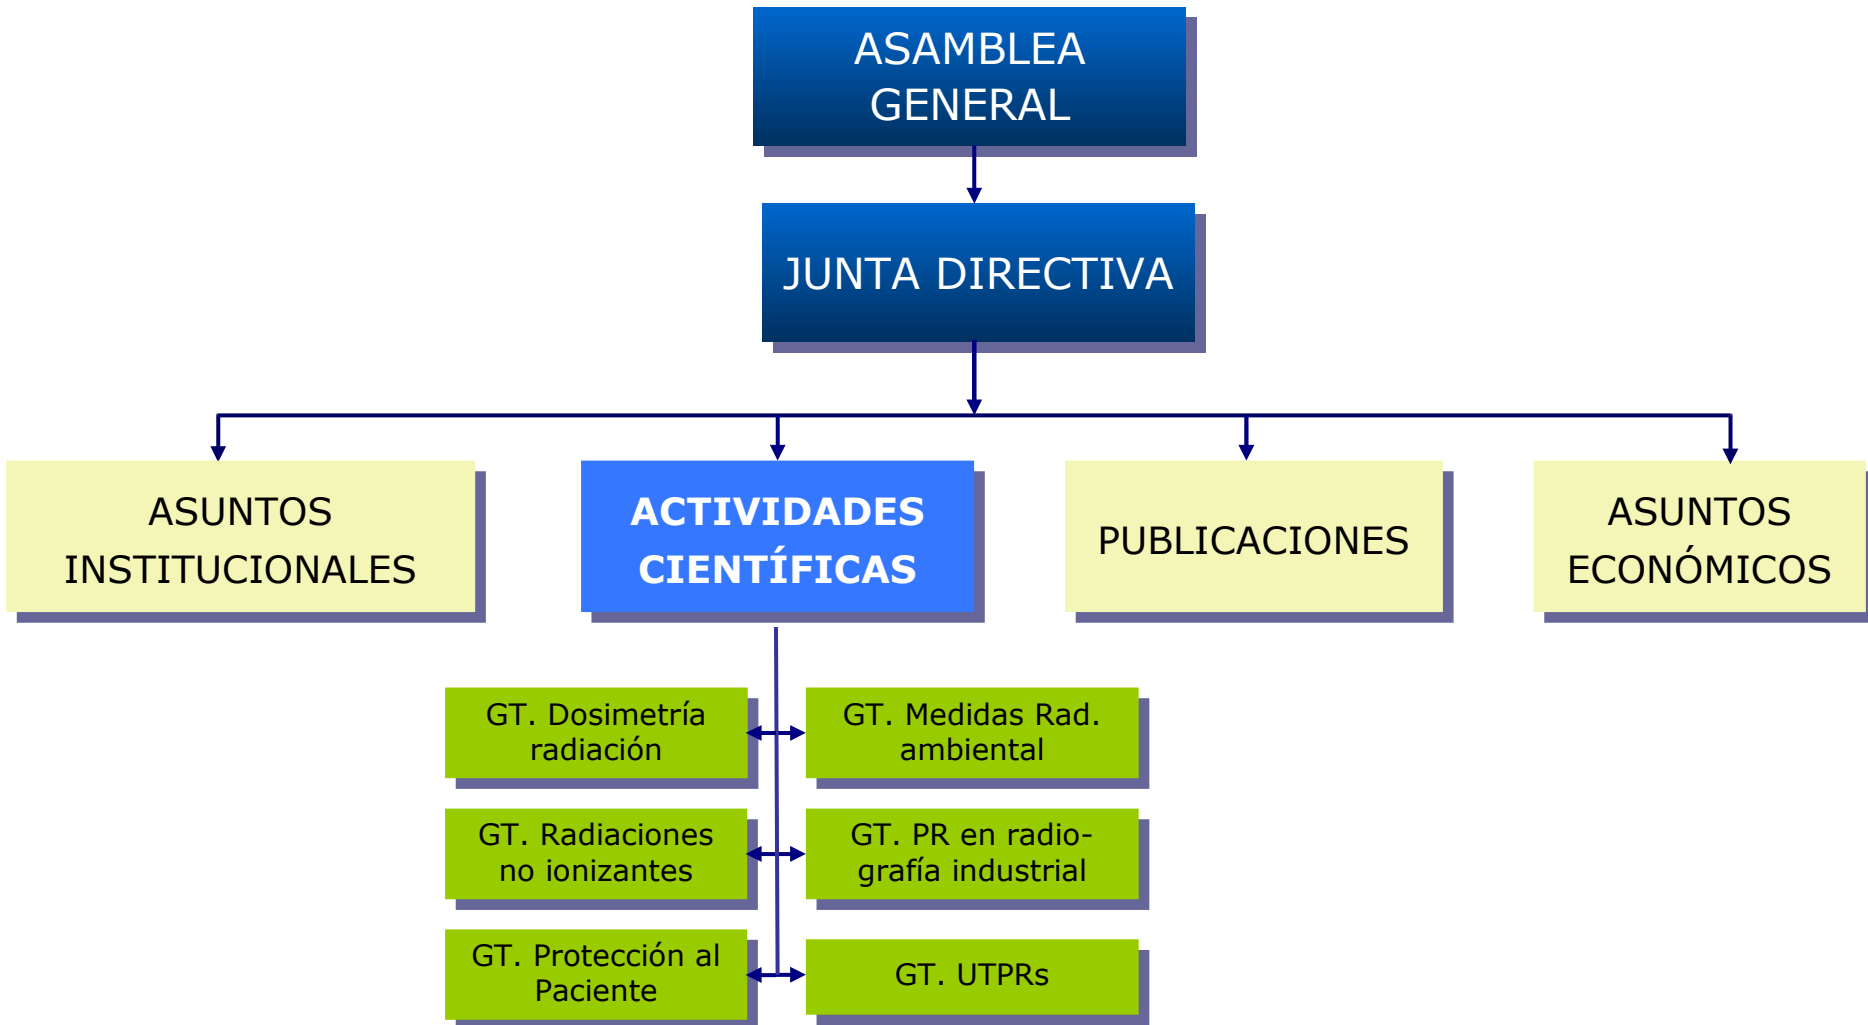 ASAMBLEA
GENERAL
JUNTA DIRECTIVA
ASUNTOS
INSTITUCIONALES
ACTIVIDADES
CIENTÍFICAS
PUBLICACIONES
ASUNTOS
ECONÓMICOS
GT. Dosimetría
radiación
GT. Medidas Rad.
ambiental
GT. Radiaciones
no ionizantes
GT. PR en radio-
grafía industrial
GT. Protección al
Paciente
GT. UTPRs